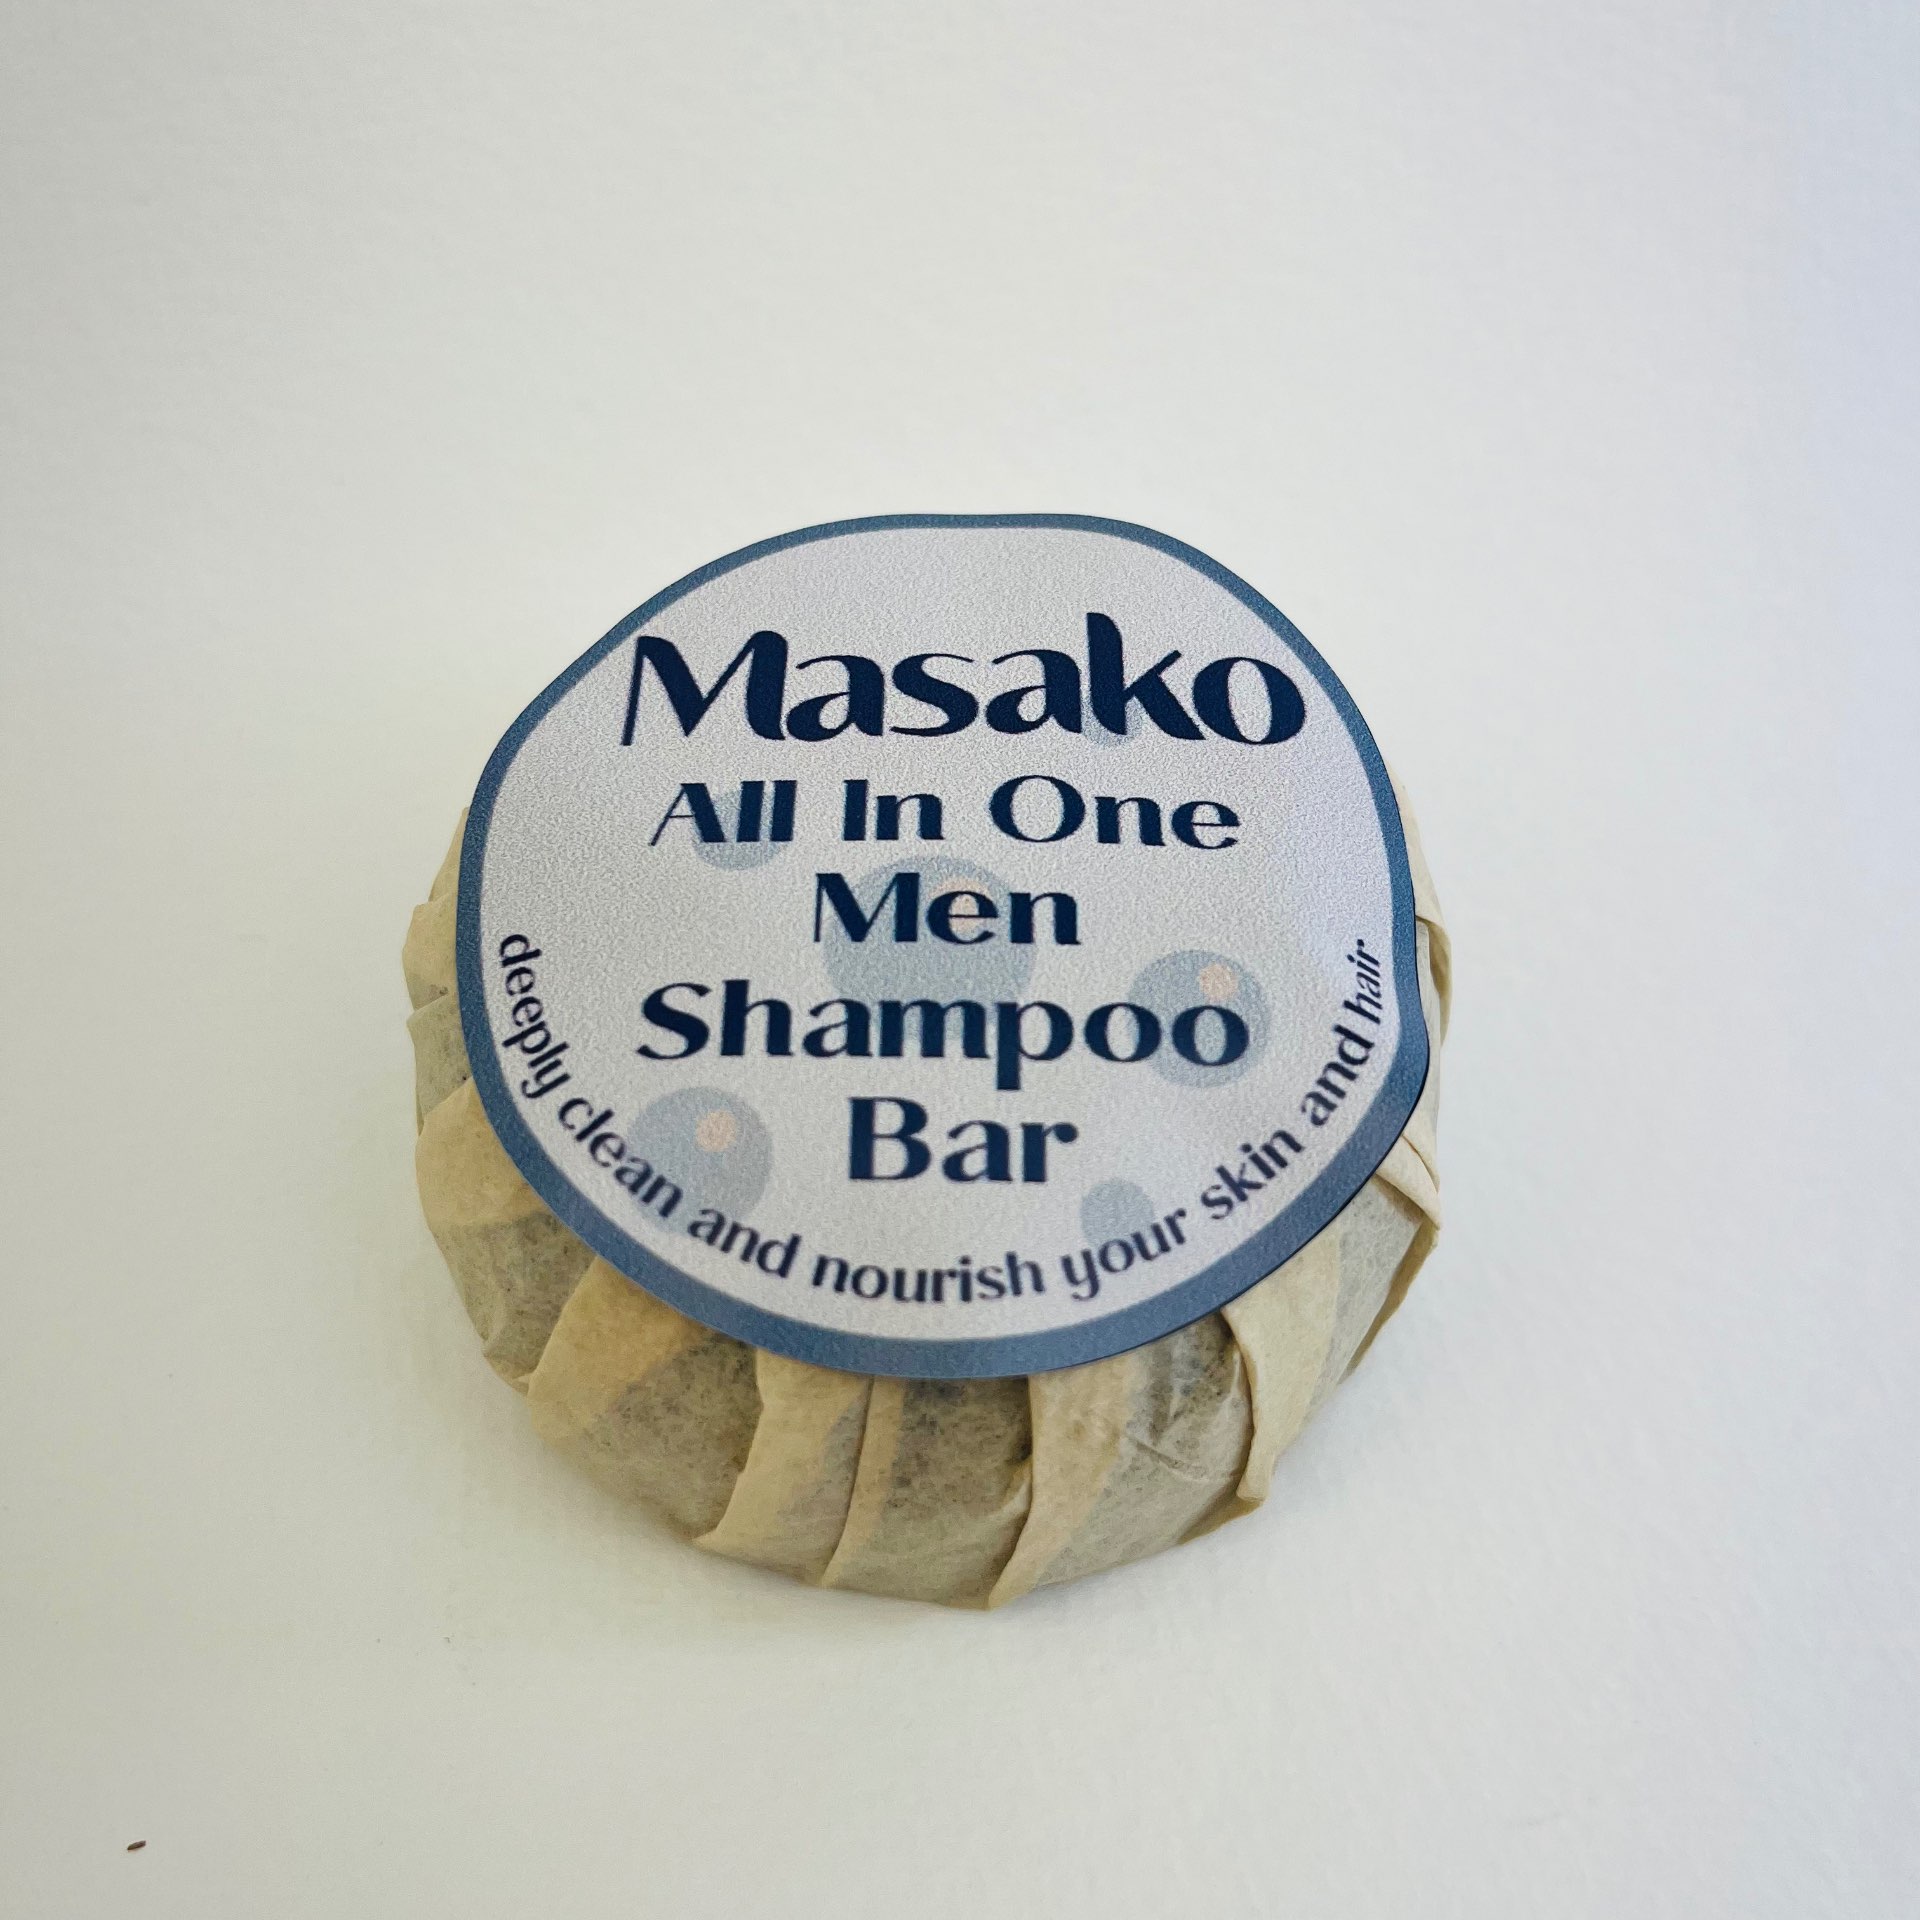 Masako
All In One
Men
Shampoo
Bar
deeply clean and nourish your skin and hair